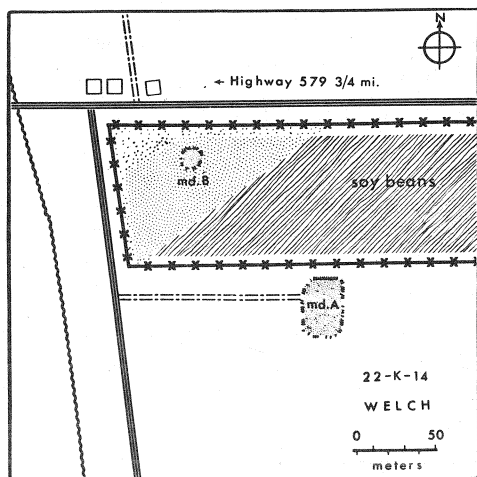 N
← Highway 579 3/4 mi.
md.B
soy beans
md.A
22-K-14
WELCH
0 50
meters